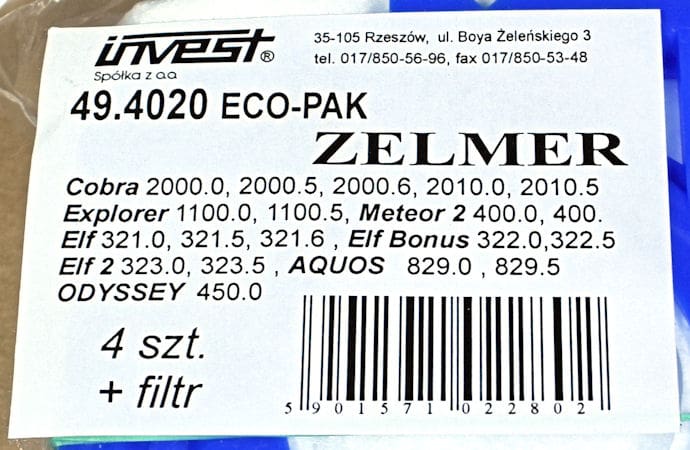 invest®
Spółka z o.o.
35-105 Rzeszów, ul. Boya Żeleńskiego 3
tel. 017/850-56-96, fax 017/850-53-48
49.4020 ECO-PAK
ZELMER
Cobra 2000.0, 2000.5, 2000.6, 2010.0, 2010.5
Explorer 1100.0, 1100.5, Meteor 2 400.0, 400.
Elf 321.0, 321.5, 321.6 , Elf Bonus 322.0,322.5
Elf 2 323.0, 323.5 , AQUOS 829.0 , 829.5
ODYSSEY 450.0
4 szt.
+ filtr
5 901571 022802